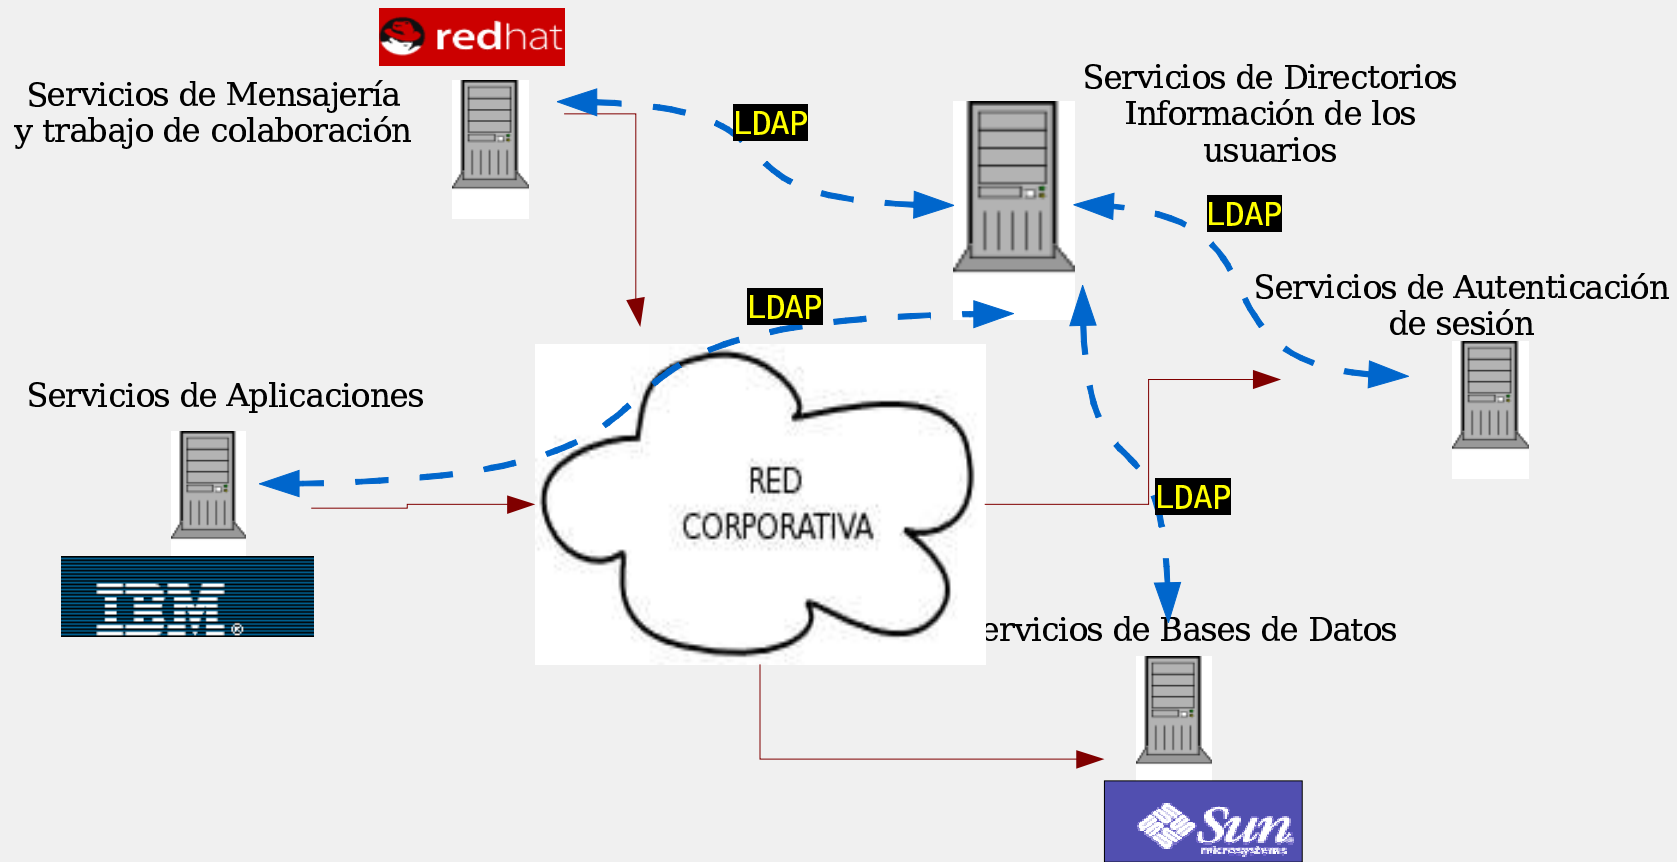 redhat
Servicios de Mensajería
y trabajo de colaboración
LDAP
Servicios de Directorios
Información de los
usuarios
LDAP
LDAP
Servicios de Autenticación
de sesión
Servicios de Aplicaciones
RED
CORPORATIVA
LDAP
IBM®
ervicios de Bases de Datos
Sun
microsystems